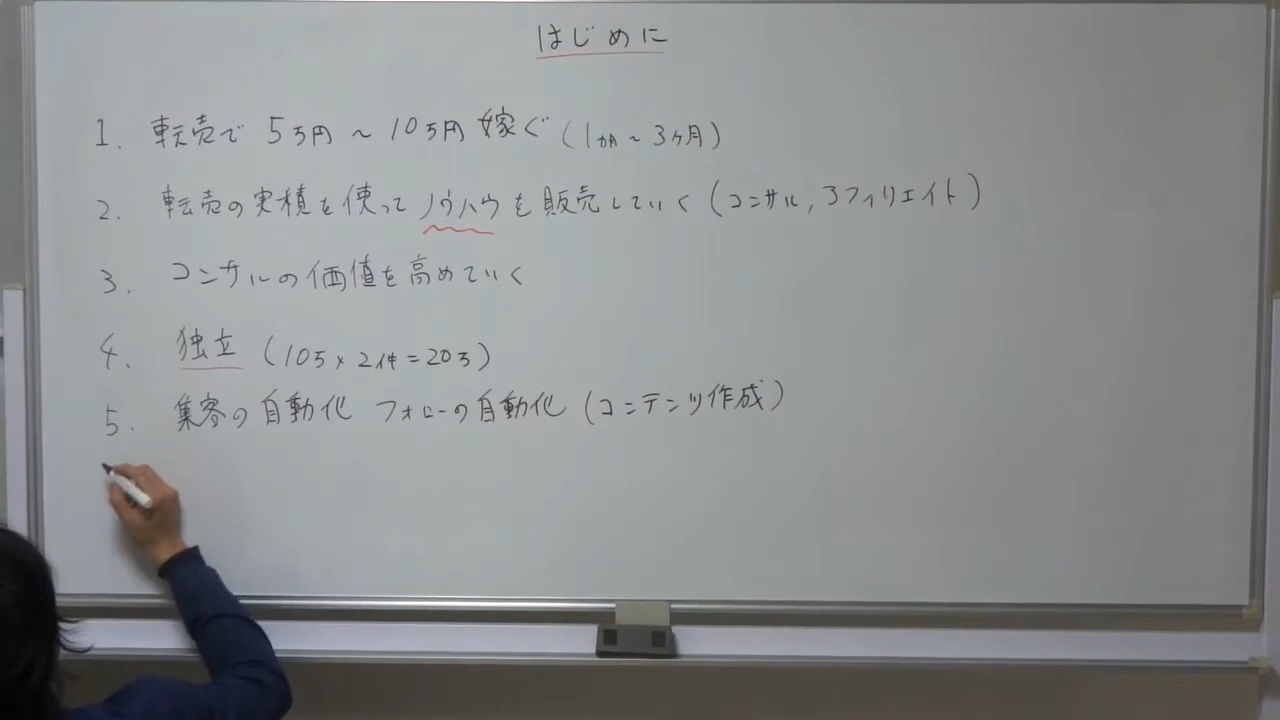 はじめに
1. 転売で 5万円 ~ 10万円 嫁ぐ (1ヵ月 ~ 3ヶ月)
2. 転売の実積を使って ノウハウを販売していく (コンサル, アフィリエイト)
3. コンサルの価値を高めていく
4. 独立 (10万 × 2件 = 20万)
5. 集客の自動化 フォローの自動化 (コンテンツ作成)